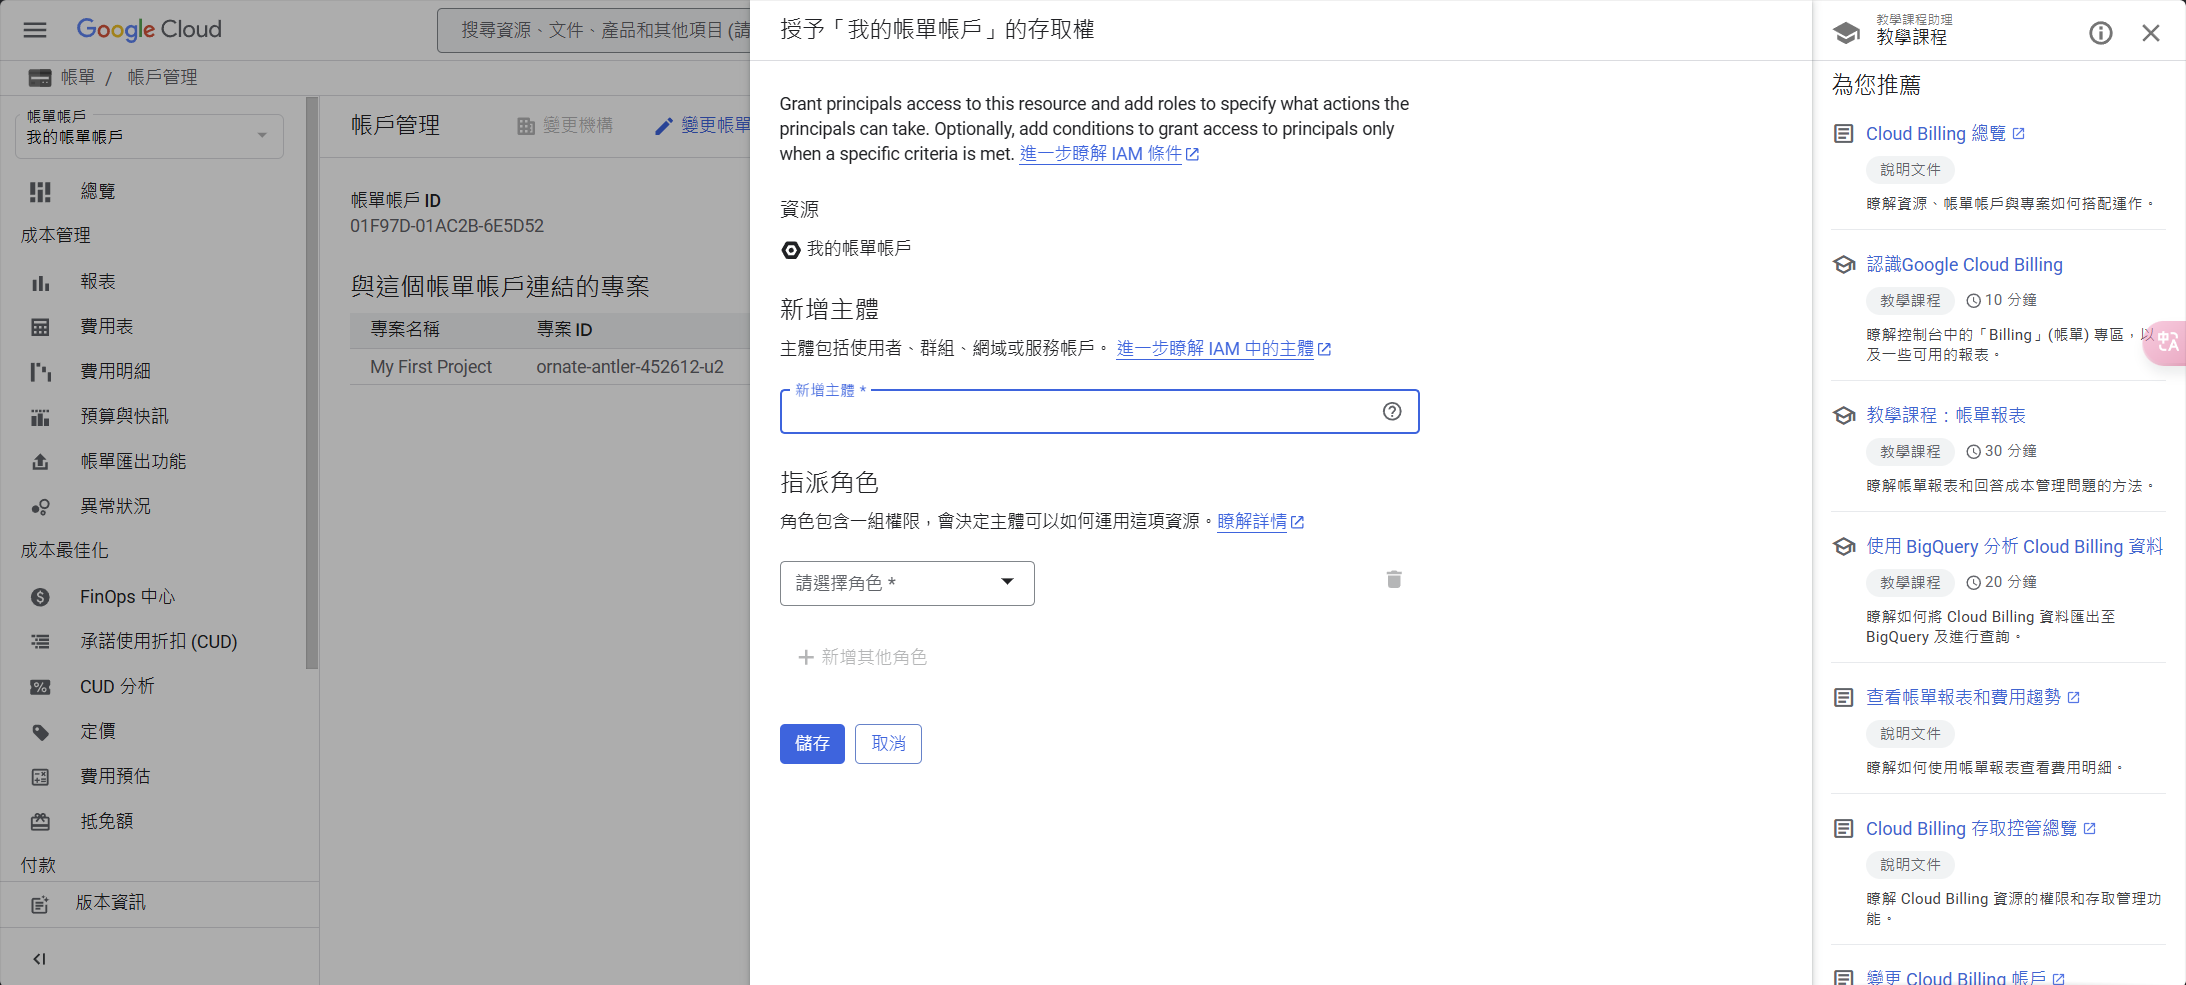 Google Cloud
搜尋資源、文件、產品和其他項目 (請
帳單 / 帳戶管理
帳單帳戶
我的帳單帳戶
總覽
成本管理
報表
費用表
費用明細
預算與快訊
帳單匯出功能
異常狀況
成本最佳化
FinOps 中心
承諾使用折扣 (CUD)
CUD 分析
定價
費用預估
抵免額
付款
版本資訊
帳戶管理
變更機構
變更帳單
帳單帳戶 ID
01F97D-01AC2B-6E5D52
與這個帳單帳戶連結的專案
專案名稱 專案 ID
My First Project ornate-antler-452612-u2
授予「我的帳單帳戶」的存取權
Grant principals access to this resource and add roles to specify what actions the
principals can take. Optionally, add conditions to grant access to principals only
when a specific criteria is met. 進一步瞭解 IAM 條件
資源
我的帳單帳戶
新增主體
主體包括使用者、群組、網域或服務帳戶。 進一步瞭解 IAM 中的主體
新增主體 *
指派角色
角色包含一組權限，會決定主體可以如何運用這項資源。瞭解詳情
請選擇角色 *
新增其他角色
儲存
取消
教學課程助理
教學課程
為您推薦
Cloud Billing 總覽
說明文件
瞭解資源、帳單帳戶與專案如何搭配運作。
認識Google Cloud Billing
教學課程 10 分鐘
瞭解控制台中的「Billing」(帳單) 專區，以
及一些可用的報表。
教學課程：帳單報表
教學課程 30 分鐘
瞭解帳單報表和回答成本管理問題的方法。
使用 BigQuery 分析 Cloud Billing 資料
教學課程 20 分鐘
瞭解如何將 Cloud Billing 資料匯出至
BigQuery 及進行查詢。
查看帳單報表和費用趨勢
說明文件
瞭解如何使用帳單報表查看費用明細。
Cloud Billing 存取控管總覽
說明文件
瞭解 Cloud Billing 資源的權限和存取管理功
能。
變更 Cloud Billing 帳戶